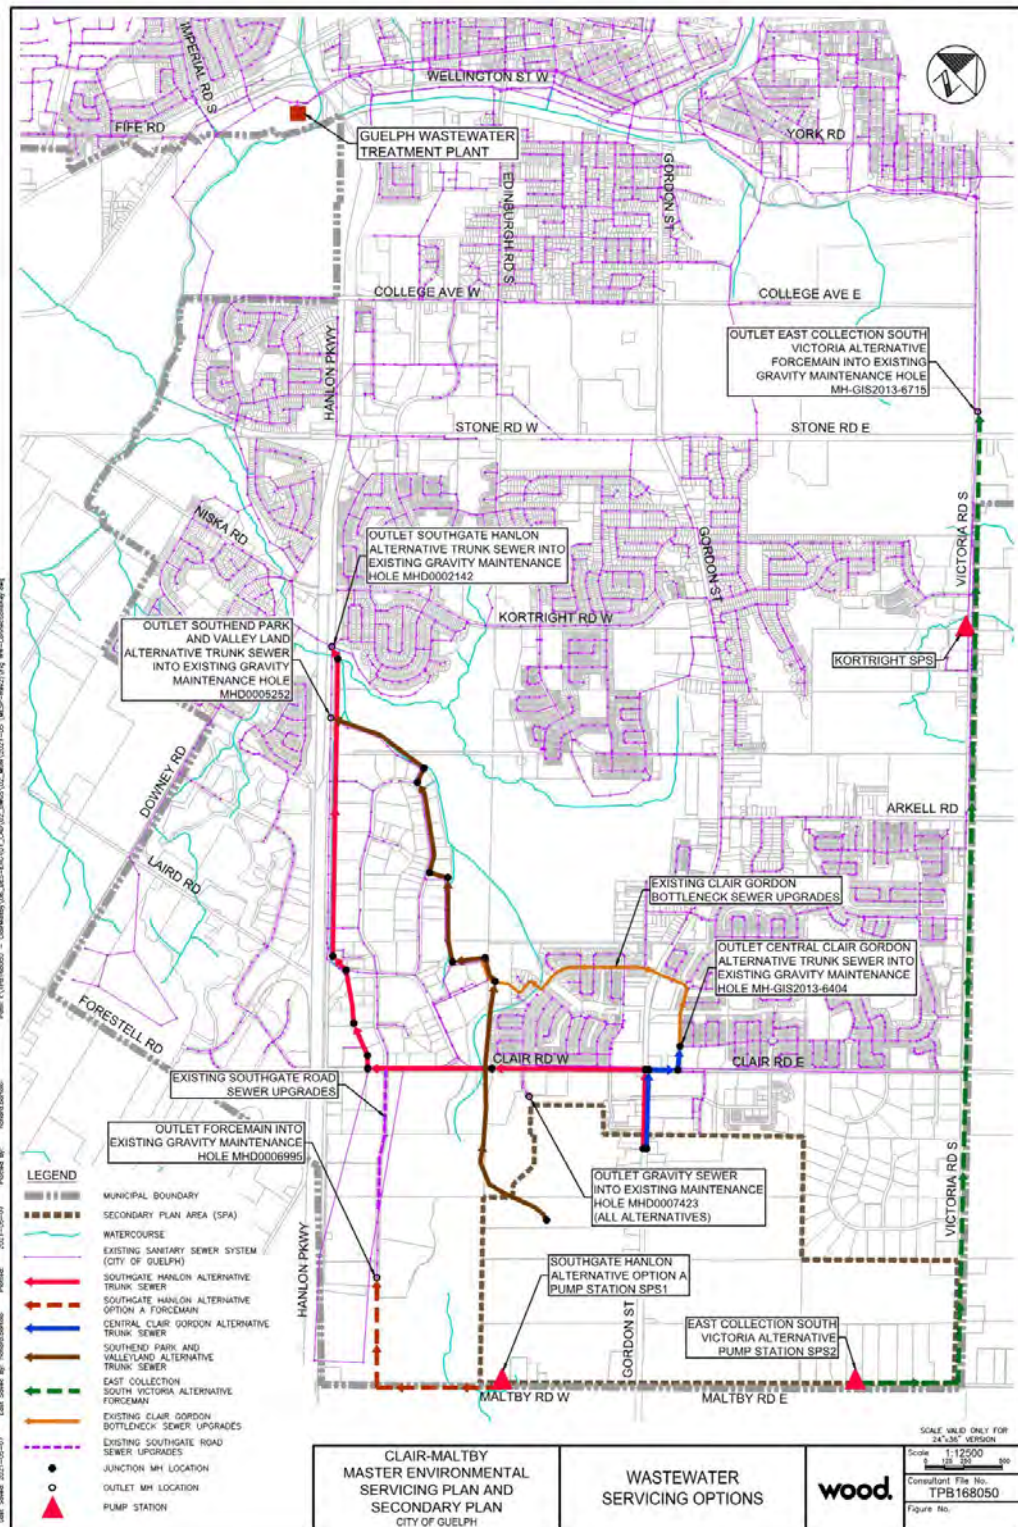 IMPERIAL RD S
WELLINGTON ST W
FIFE RD
YORK RD
GUELPH WASTEWATER
TREATMENT PLANT
EDINBURGH RD S
GORDON ST
COLLEGE AVE W
COLLEGE AVE E
HANLON PKWY
OUTLET EAST COLLECTION SOUTH
VICTORIA ALTERNATIVE
FORCEMAIN INTO EXISTING
GRAVITY MAINTENANCE HOLE
MH-GIS2013-6715
STONE RD W
STONE RD E
NISKA RD
OUTLET SOUTHGATE HANLON
ALTERNATIVE TRUNK SEWER INTO
EXISTING GRAVITY MAINTENANCE
HOLE MHD0002142
GORDON ST
VICTORIA RD S
KORTRIGHT RD W
OUTLET SOUTHEND PARK
AND VALLEY LAND
ALTERNATIVE TRUNK SEWER
INTO EXISTING GRAVITY
MAINTENANCE HOLE
MHD0005252
KORTRIGHT SPS
DOWNEY RD
ARKELL RD
LAIRD RD
EXISTING CLAIR GORDON
BOTTLENECK SEWER UPGRADES
OUTLET CENTRAL CLAIR GORDON
ALTERNATIVE TRUNK SEWER INTO
EXISTING GRAVITY MAINTENANCE
HOLE MH-GIS2013-6404
FORESTELL RD
CLAIR RD W
CLAIR RD E
EXISTING SOUTHGATE ROAD
SEWER UPGRADES
OUTLET FORCEMAIN INTO
EXISTING GRAVITY MAINTENANCE
HOLE MHD0006995
OUTLET GRAVITY SEWER
INTO EXISTING MAINTENANCE
HOLE MHD0007423
(ALL ALTERNATIVES)
VICTORIA RD S
HANLON PKWY
SOUTHGATE HANLON
ALTERNATIVE OPTION A
PUMP STATION SPS1
GORDON ST
EAST COLLECTION SOUTH
VICTORIA ALTERNATIVE
PUMP STATION SPS2
MALTBY RD W
MALTBY RD E
LEGEND
MUNICIPAL BOUNDARY
SECONDARY PLAN AREA (SPA)
WATERCOURSE
EXISTING SANITARY SEWER SYSTEM
(CITY OF GUELPH)
SOUTHGATE HANLON ALTERNATIVE
TRUNK SEWER
SOUTHGATE HANLON ALTERNATIVE
OPTION A FORCEMAIN
CENTRAL CLAIR GORDON ALTERNATIVE
TRUNK SEWER
SOUTHEND PARK AND
VALLEYLAND ALTERNATIVE
TRUNK SEWER
EAST COLLECTION
SOUTH VICTORIA ALTERNATIVE
FORCEMAN
EXISTING CLAIR GORDON
BOTTLENECK SEWER UPGRADES
EXISTING SOUTHGATE ROAD
SEWER UPGRADES
JUNCTION MH LOCATION
OUTLET MH LOCATION
PUMP STATION
CLAIR-MALTBY
MASTER ENVIRONMENTAL
SERVICING PLAN AND
SECONDARY PLAN
CITY OF GUELPH
WASTEWATER
SERVICING OPTIONS
wood.
SCALE VALID ONLY FOR
24"x36" VERSION
Scale 1:12500
Consultant File No.
TPB168050
Figure No.